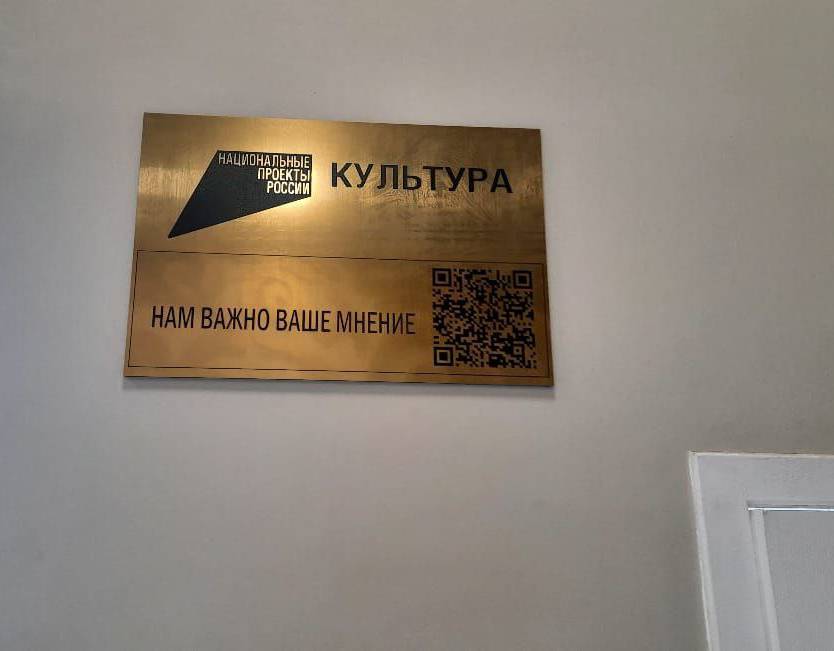 НАЦИОНАЛЬНЫЕ
ПРОЕКТЫ
РОССИИ
КУЛЬТУРА
НАМ ВАЖНО ВАШЕ МНЕНИЕ